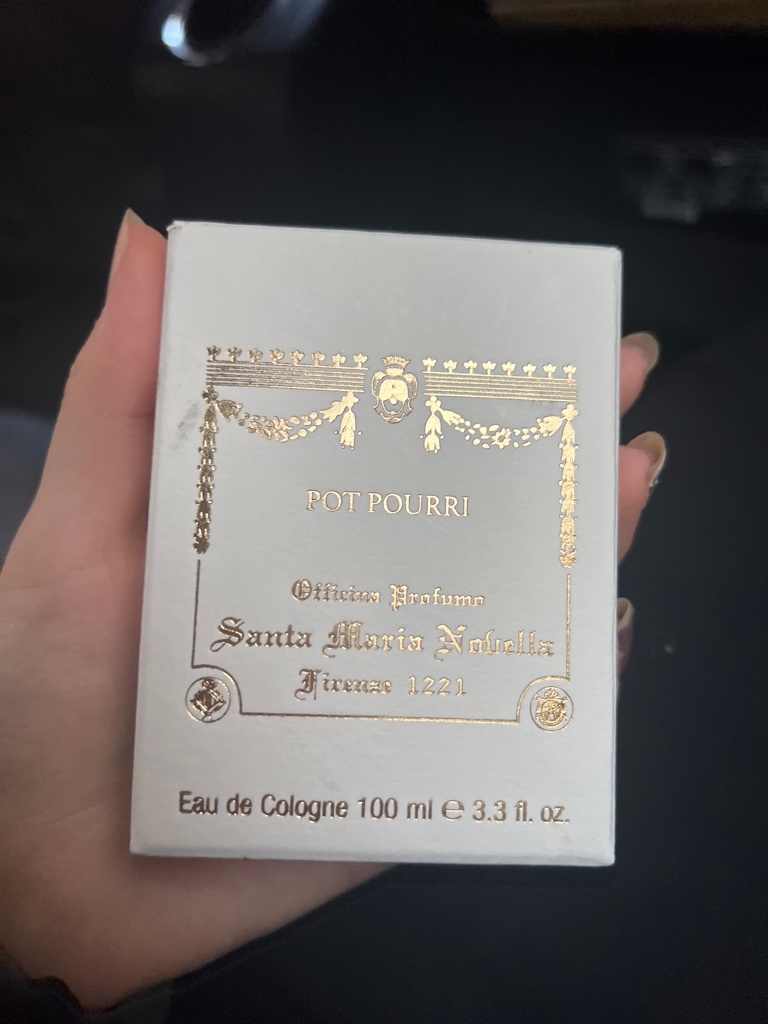 POT POURRI
Officina Profumo
Santa Maria Novella
Firenze 1221
Eau de Cologne 100 ml ℮ 3.3 fl. oz.